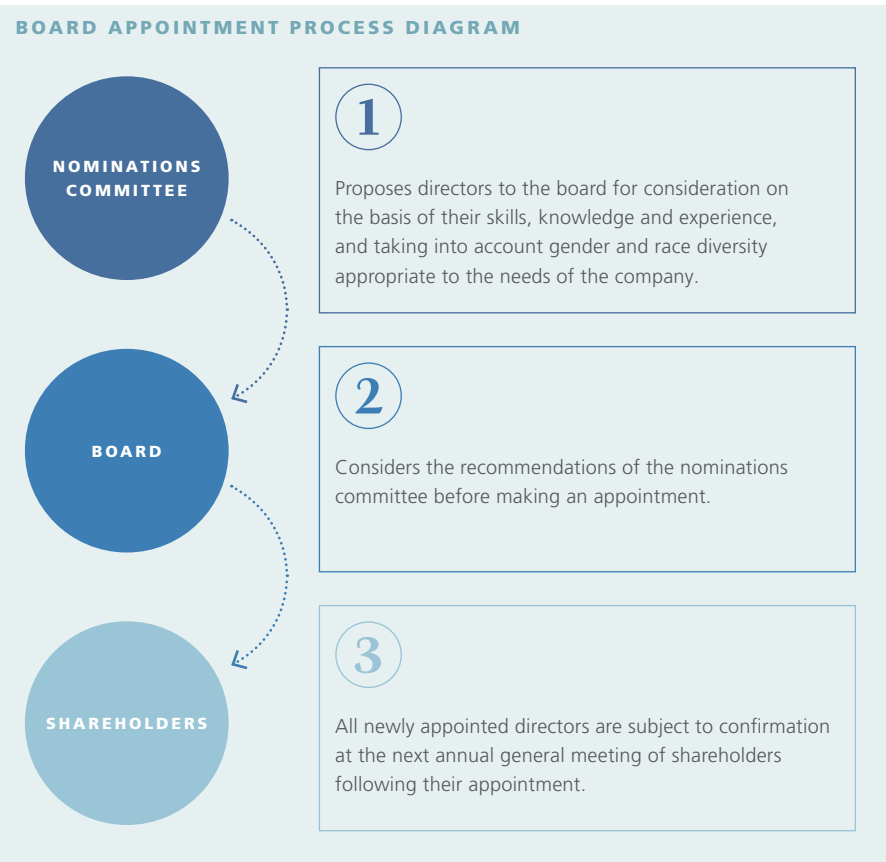 BOARD APPOINTMENT PROCESS DIAGRAM
NOMINATIONS
COMMITTEE
1
Proposes directors to the board for consideration on
the basis of their skills, knowledge and experience,
and taking into account gender and race diversity
appropriate to the needs of the company.
BOARD
2
Considers the recommendations of the nominations
committee before making an appointment.
SHAREHOLDERS
3
All newly appointed directors are subject to confirmation
at the next annual general meeting of shareholders
following their appointment.